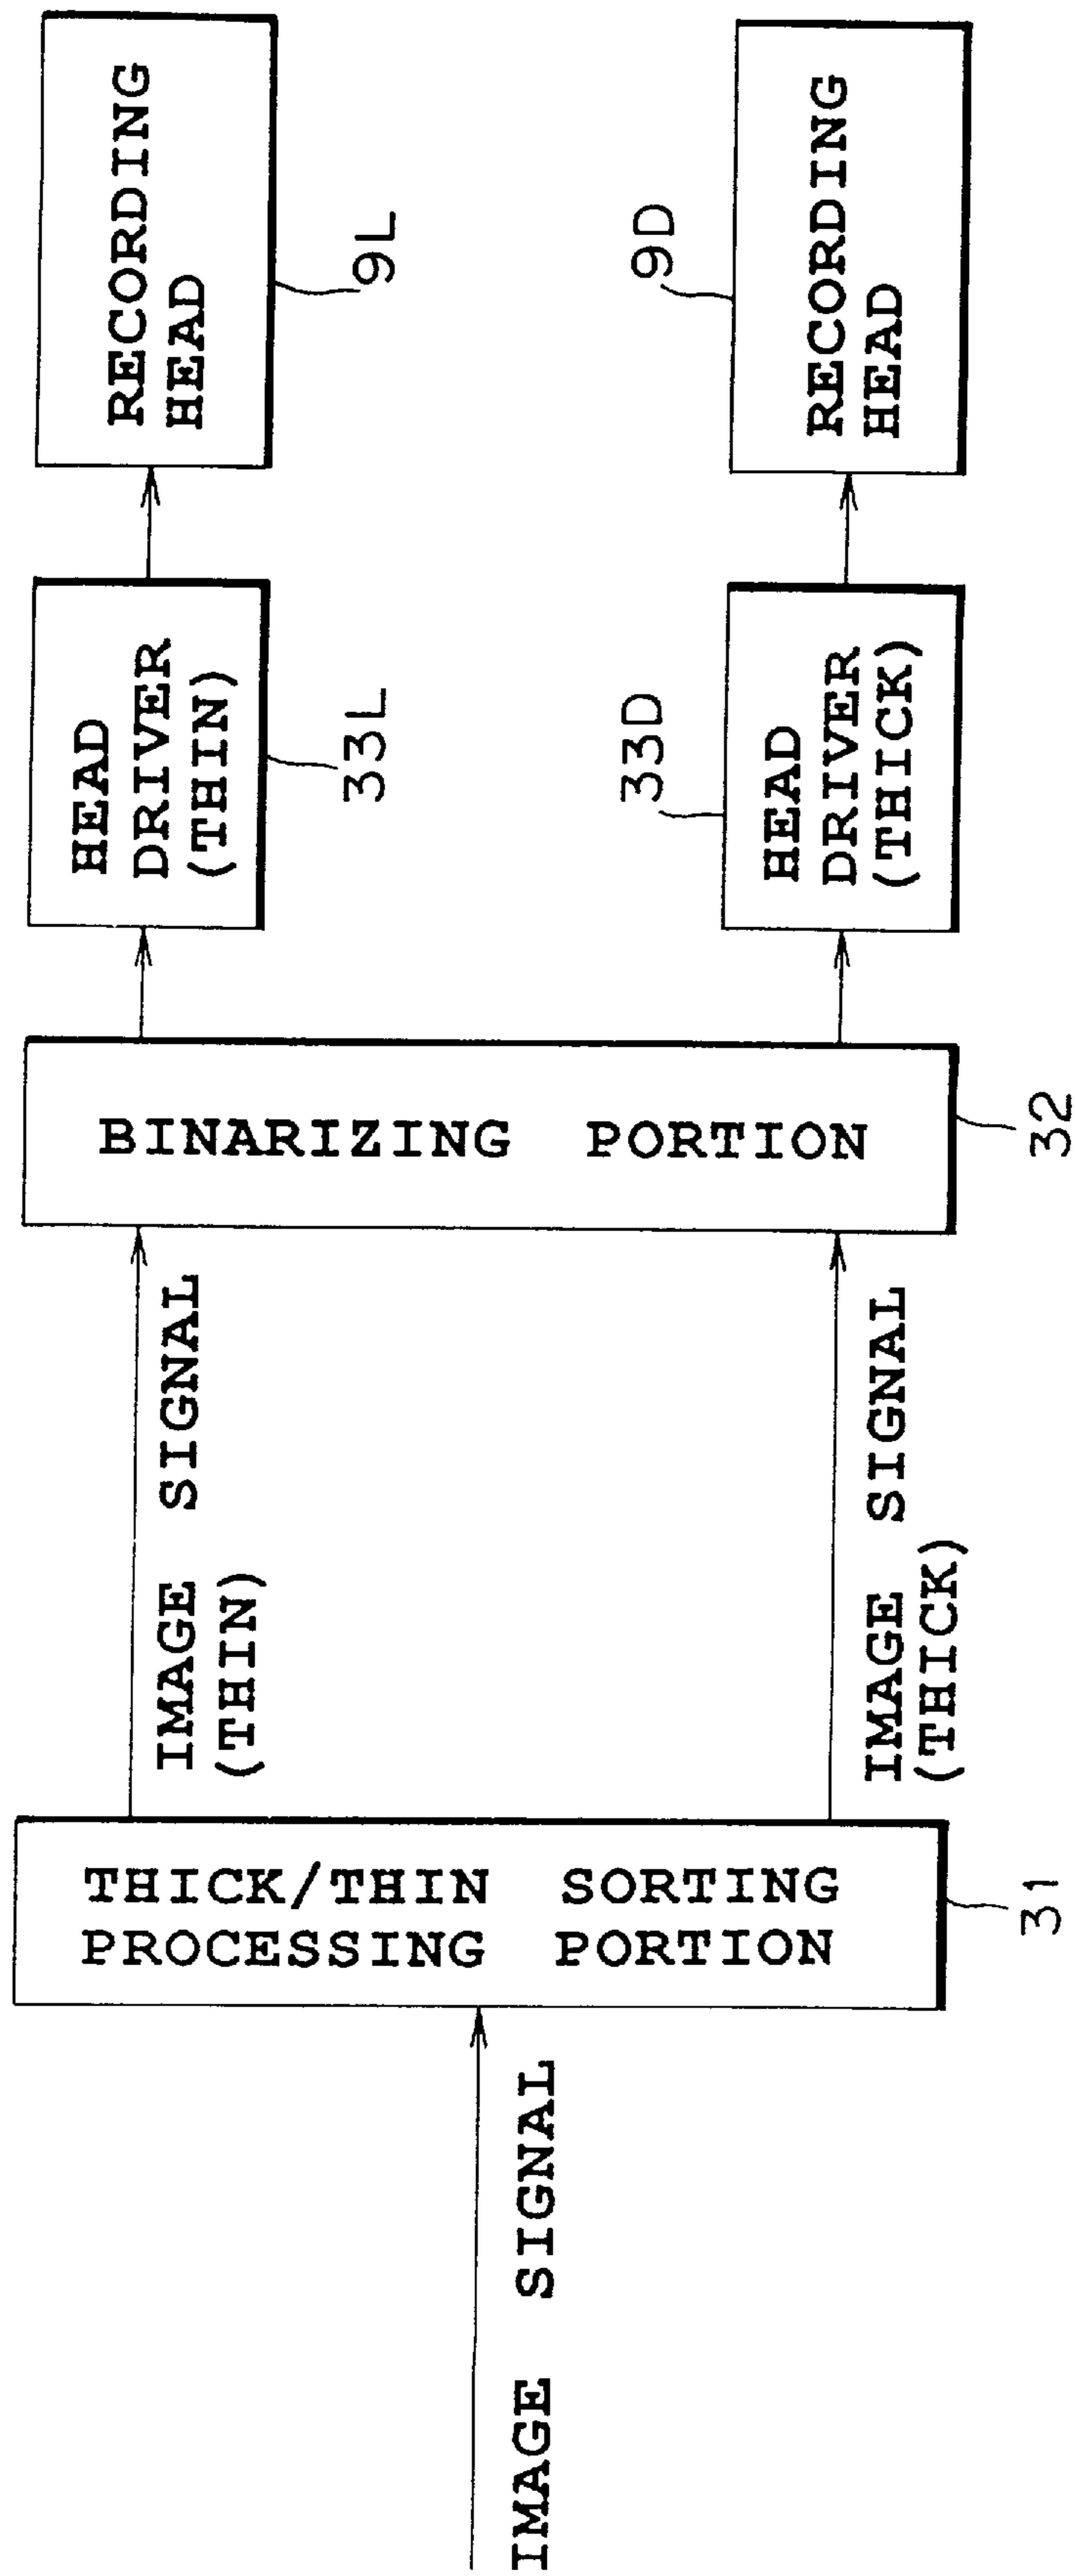 IMAGE SIGNAL
THICK/THIN SORTING
PROCESSING PORTION
31
IMAGE SIGNAL
(THIN)
IMAGE SIGNAL
(THICK)
BINARIZING PORTION
32
HEAD
DRIVER
(THIN)
33L
33D
HEAD
DRIVER
(THICK)
RECORDING
HEAD
9L
9D
RECORDING
HEAD